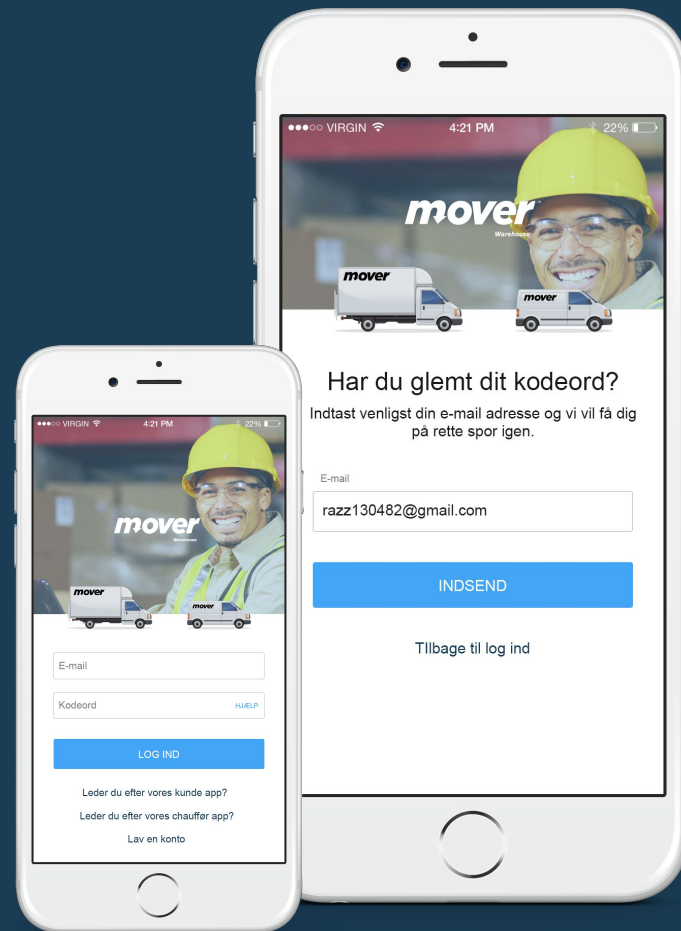 ●●●○○ VIRGIN 4:21 PM 22%
mover
Warehouse
mover
mover
Har du glemt dit kodeord?
Indtast venligst din e-mail adresse og vi vil få dig
på rette spor igen.
E-mail
razz130482@gmail.com
INDSEND
TIlbage til log ind
●●●○○ VIRGIN 4:21 PM 22%
mover
Warehouse
mover
mover
E-mail
Kodeord HJÆLP
LOG IND
Leder du efter vores kunde app?
Leder du efter vores chauffør app?
Lav en konto